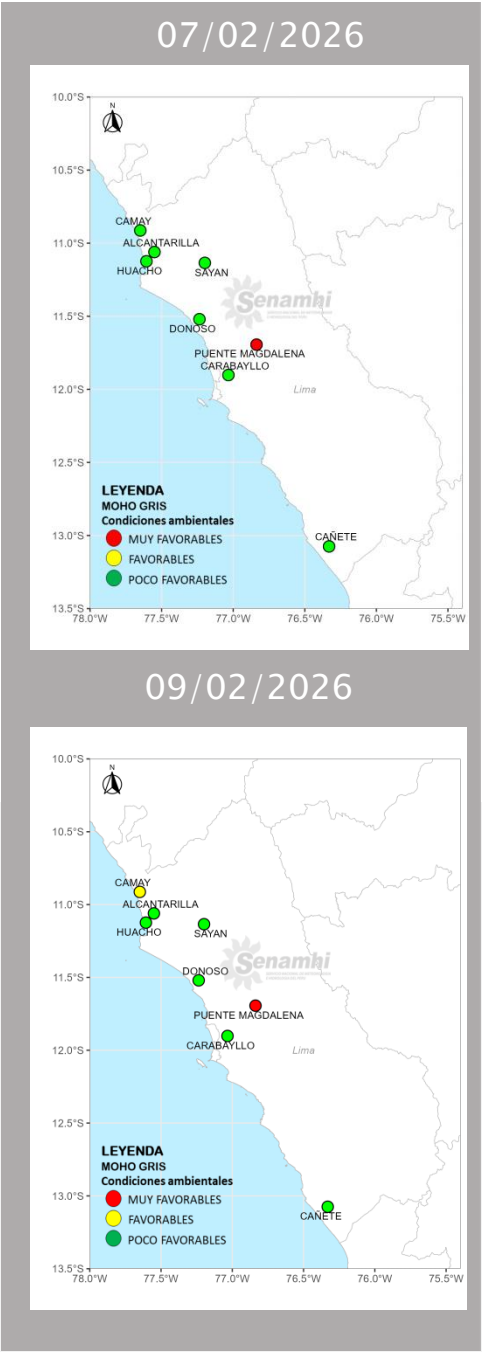 07/02/2026
10.0°S
N
10.5°S
CAMAY
11.0°S
ALCANTARILLA
HUACHO
SAYAN
Senamhi
11.5°S
DONOSO
PUENTE MAGDALENA
CARABAYLLO
12.0°S
Lima
12.5°S
LEYENDA
MOHO GRIS
Condiciones ambientales
13.0°S
CAÑETE
MUY FAVORABLES
FAVORABLES
POCO FAVORABLES
13.5°S
78.0°W 77.5°W 77.0°W 76.5°W 76.0°W 75.5°W
09/02/2026
10.0°S
N
10.5°S
CAMAY
11.0°S
ALCANTARILLA
HUACHO
SAYAN
Senamhi
11.5°S
DONOSO
PUENTE MAGDALENA
CARABAYLLO
12.0°S
Lima
12.5°S
LEYENDA
MOHO GRIS
Condiciones ambientales
13.0°S
MUY FAVORABLES
CAÑETE
FAVORABLES
POCO FAVORABLES
13.5°S
78.0°W 77.5°W 77.0°W 76.5°W 76.0°W 75.5°W